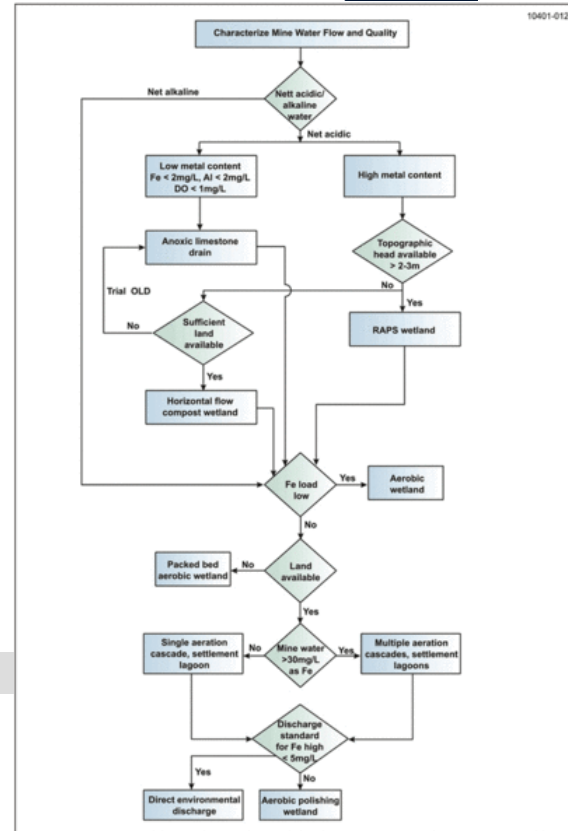 10401-012
Characterize Mine Water Flow and Quality
Net alkaline
Nett acidic/
alkaline
water
Net acidic
Low metal content
Fe < 2mg/L, Al < 2mg/L
DO < 1mg/L
High metal content
Anoxic limestone
drain
Topographic
head available
> 2-3m
Trial OLD
No
Yes
No
Sufficient
land
available
RAPS wetland
Yes
Horizontal flow
compost wetland
Fe load
low
Yes
Aerobic
wetland
No
Packed bed
aerobic wetland
No
Land
available
Yes
Single aeration
cascade, settlement
lagoon
No
Mine water
>30mg/L
as Fe
Yes
Multiple aeration
cascades, settlement
lagoons
Discharge
standard
for Fe high
< 5mg/L
Yes
No
Direct environmental
discharge
Aerobic polishing
wetland